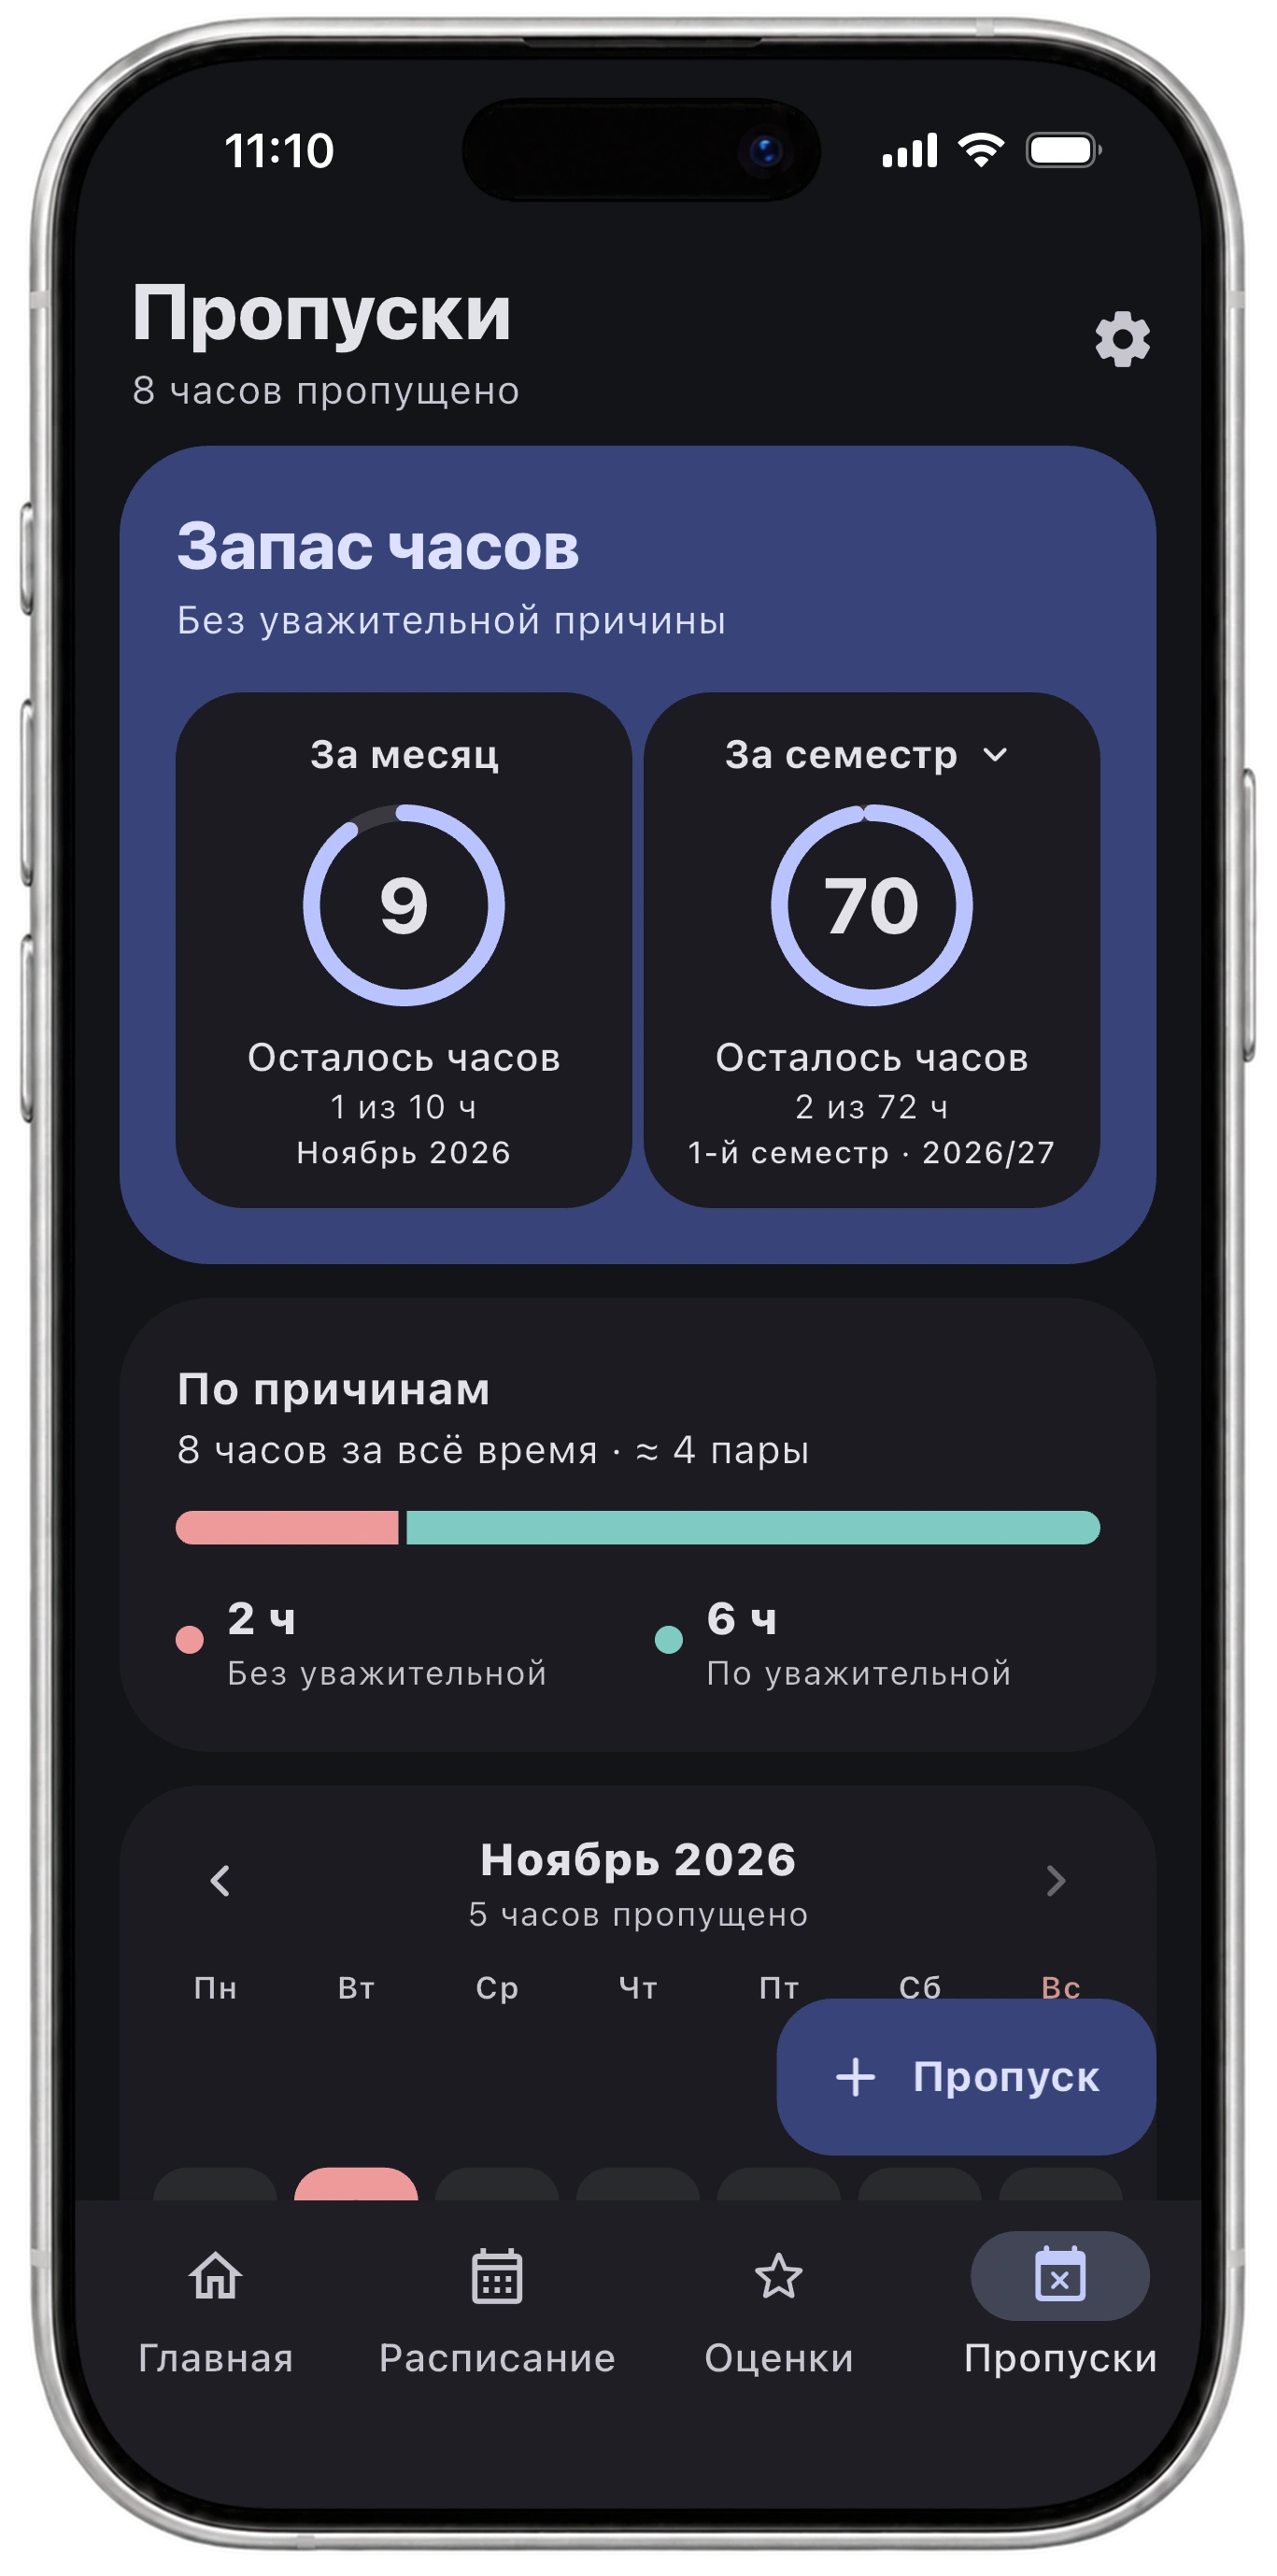 11:10
Пропуски
8 часов пропущено
Запас часов
Без уважительной причины
За месяц
9
Осталось часов
1 из 10 ч
Ноябрь 2026
За семестр
70
Осталось часов
2 из 72 ч
1-й семестр · 2026/27
По причинам
8 часов за всё время · ≈ 4 пары
2 ч
Без уважительной
6 ч
По уважительной
Ноябрь 2026
5 часов пропущено
Пн Вт Ср Чт Пт Сб Вс
+ Пропуск
Главная Расписание Оценки Пропуски